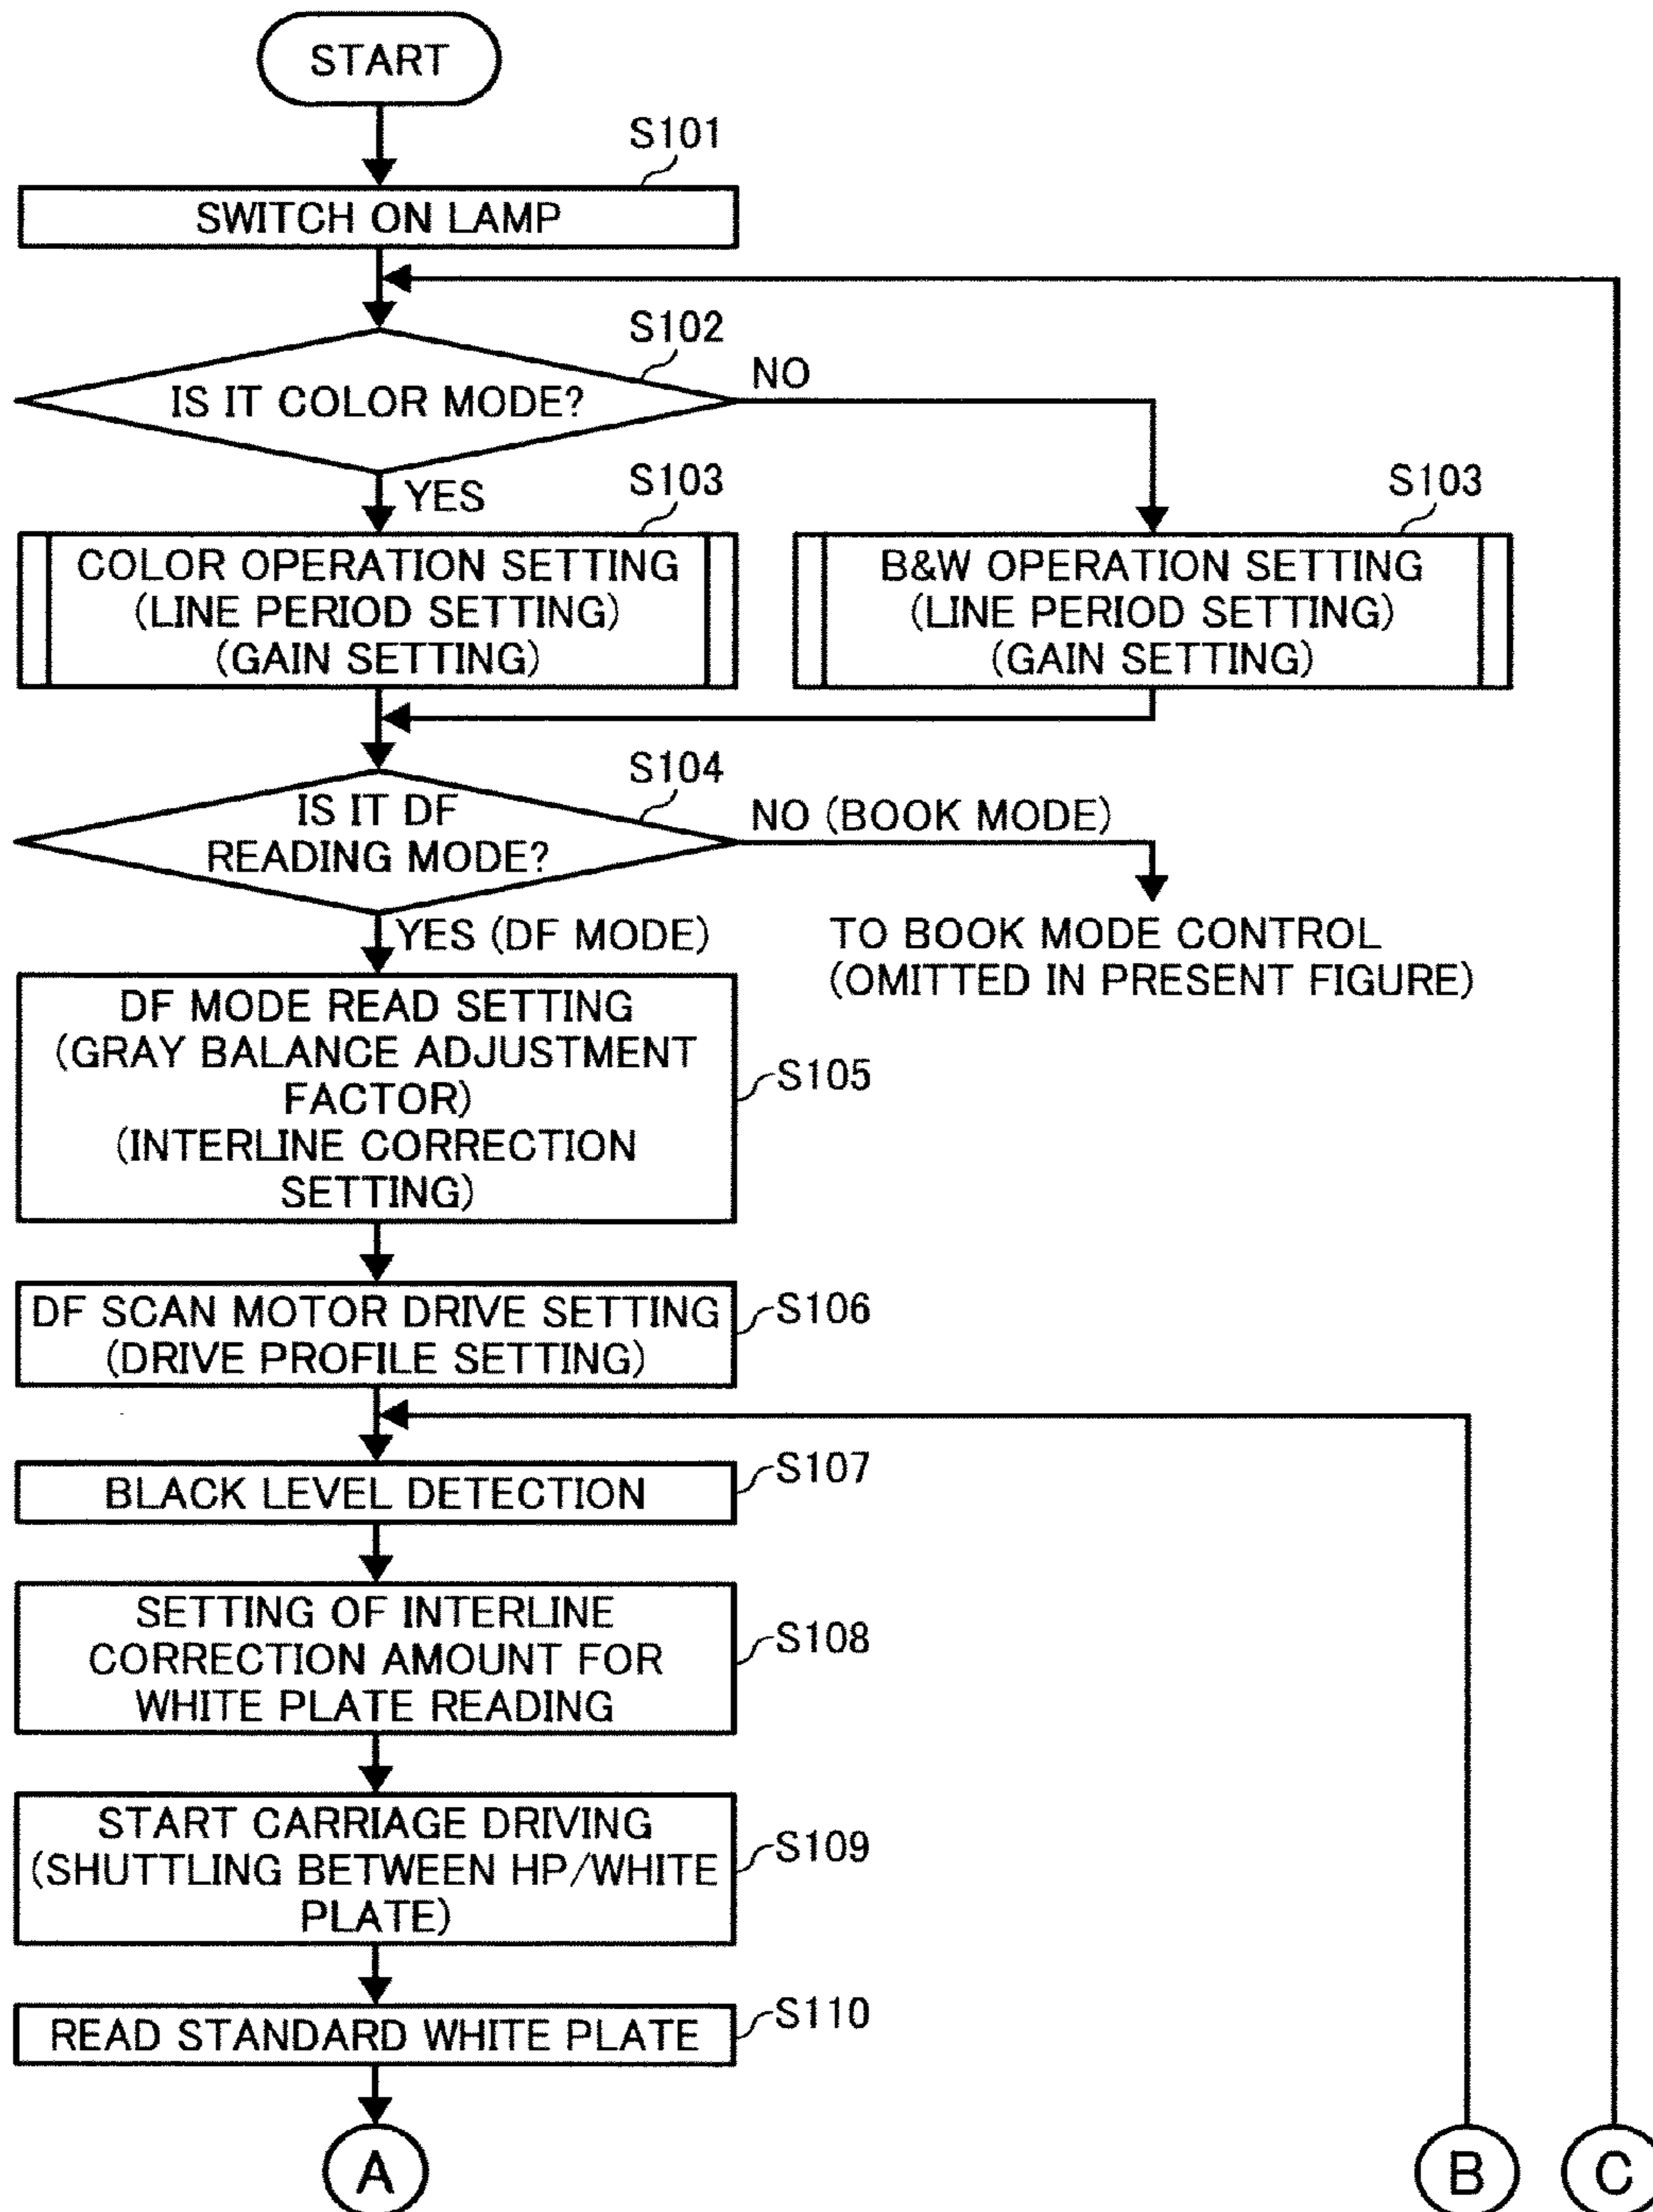 START
S101
SWITCH ON LAMP
S102
IS IT COLOR MODE?
NO
YES
S103
S103
COLOR OPERATION SETTING
(LINE PERIOD SETTING)
(GAIN SETTING)
B&W OPERATION SETTING
(LINE PERIOD SETTING)
(GAIN SETTING)
S104
IS IT DF
READING MODE?
NO (BOOK MODE)
YES (DF MODE)
TO BOOK MODE CONTROL
(OMITTED IN PRESENT FIGURE)
DF MODE READ SETTING
(GRAY BALANCE ADJUSTMENT
FACTOR)
(INTERLINE CORRECTION
SETTING)
S105
DF SCAN MOTOR DRIVE SETTING
(DRIVE PROFILE SETTING)
S106
BLACK LEVEL DETECTION
S107
SETTING OF INTERLINE
CORRECTION AMOUNT FOR
WHITE PLATE READING
S108
START CARRIAGE DRIVING
(SHUTTLING BETWEEN HP/WHITE
PLATE)
S109
READ STANDARD WHITE PLATE
S110
A
B
C